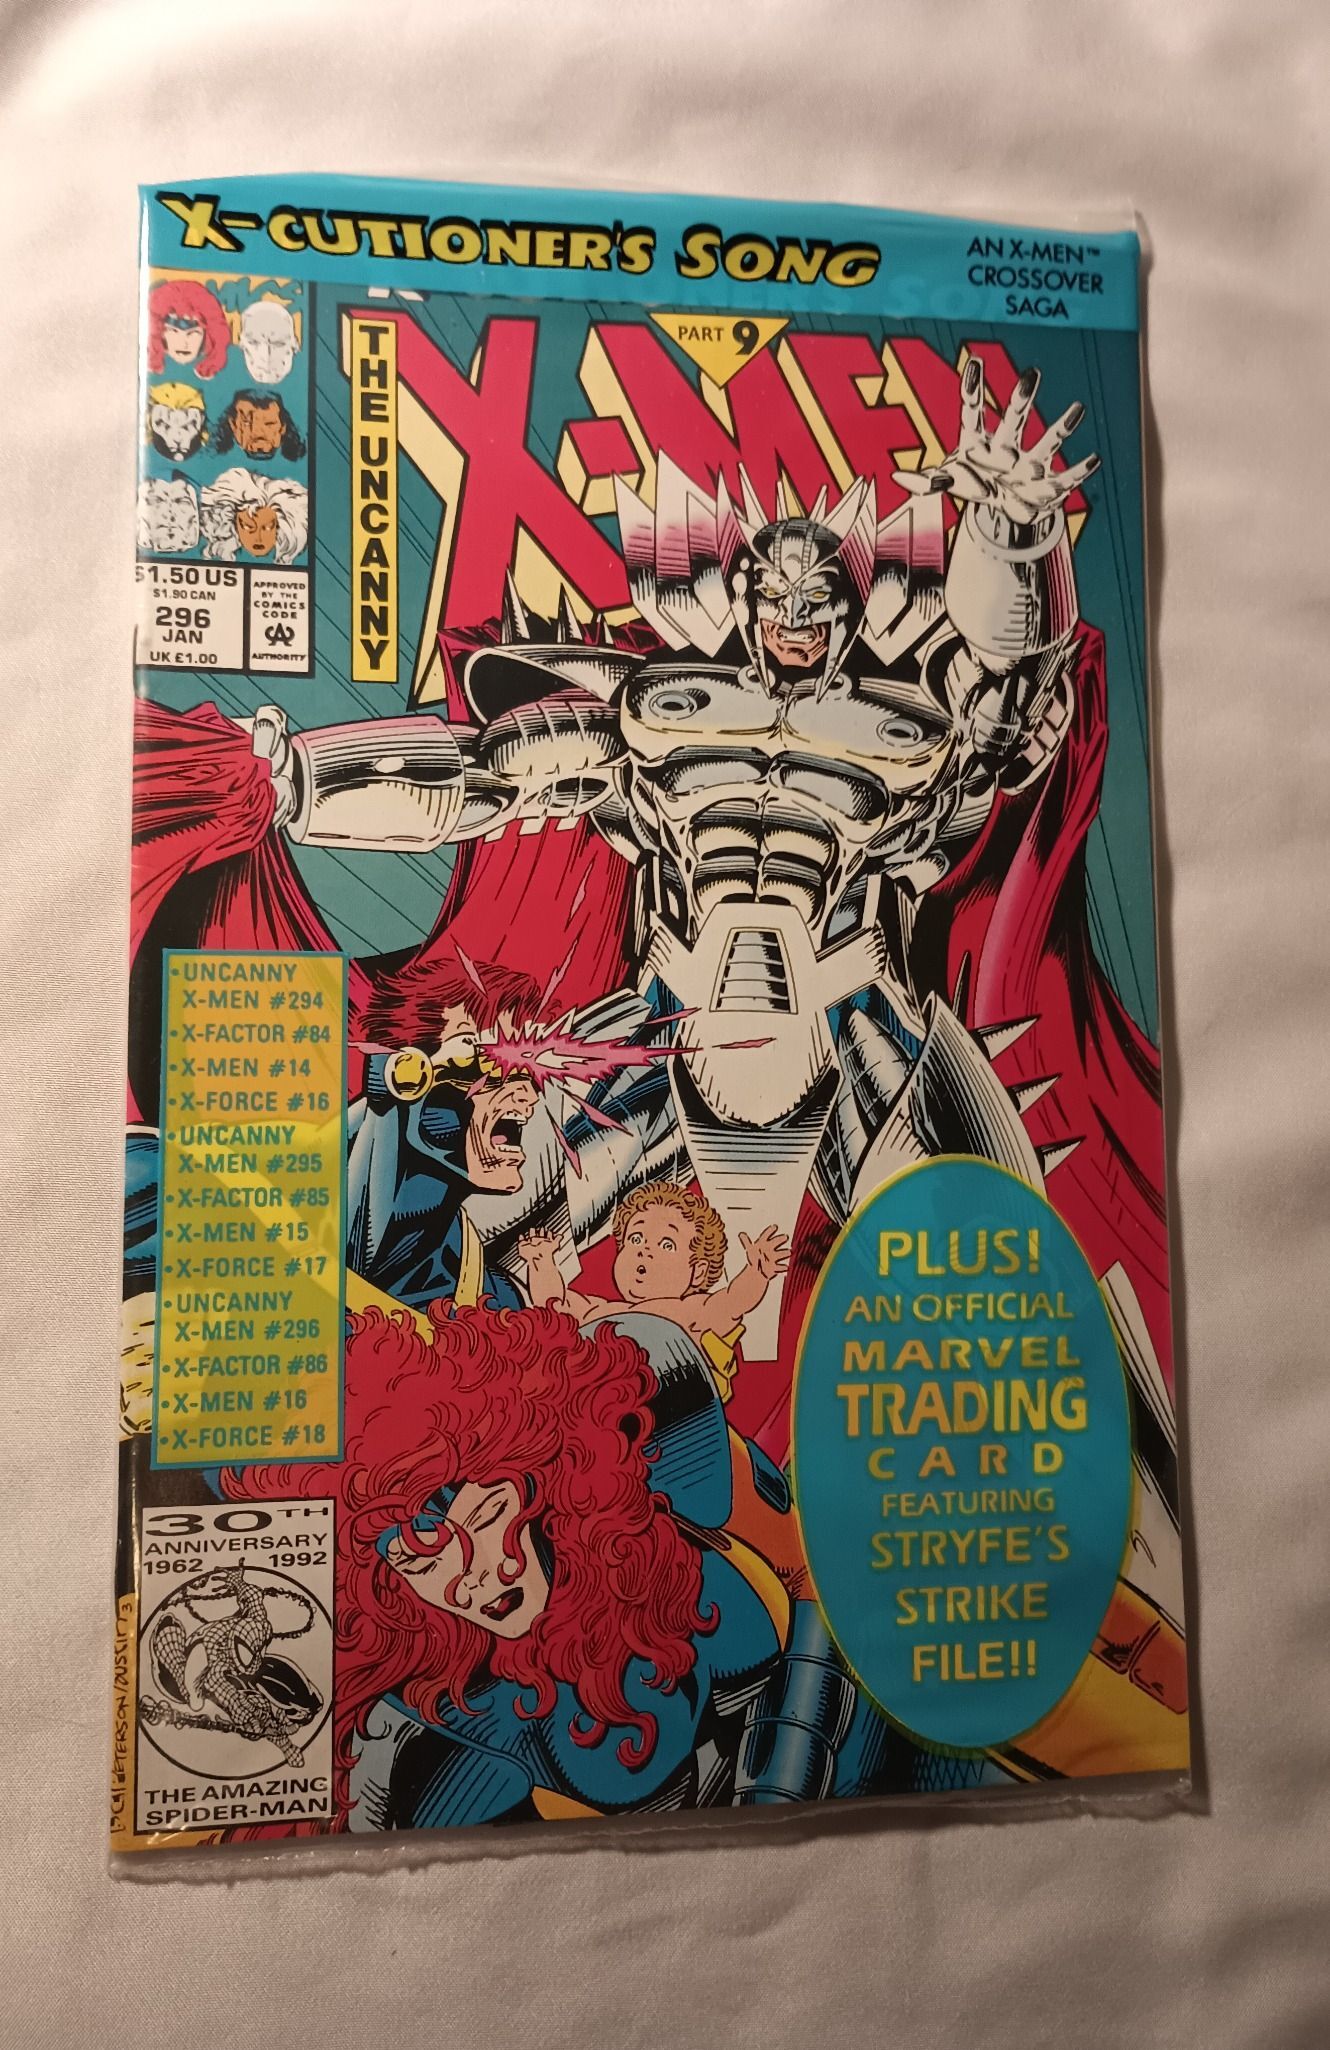 X-CUTIONER'S SONG
AN X-MEN™
CROSSOVER
SAGA
THE UNCANNY
X-MEN
PART 9
$1.50 US
$1.90 CAN
296
JAN
UK £1.00
APPROVED
BY THE
COMICS
CODE
CA
AUTHORITY
•UNCANNY
X-MEN #294
•X-FACTOR #84
•X-MEN #14
•X-FORCE #16
•UNCANNY
X-MEN #295
•X-FACTOR #85
•X-MEN #15
•X-FORCE #17
•UNCANNY
X-MEN #296
•X-FACTOR #86
•X-MEN #16
•X-FORCE #18
PLUS!
AN OFFICIAL
MARVEL
TRADING
CARD
FEATURING
STRYFE'S
STRIKE
FILE!!
30TH
ANNIVERSARY
1962 1992
THE AMAZING
SPIDER-MAN